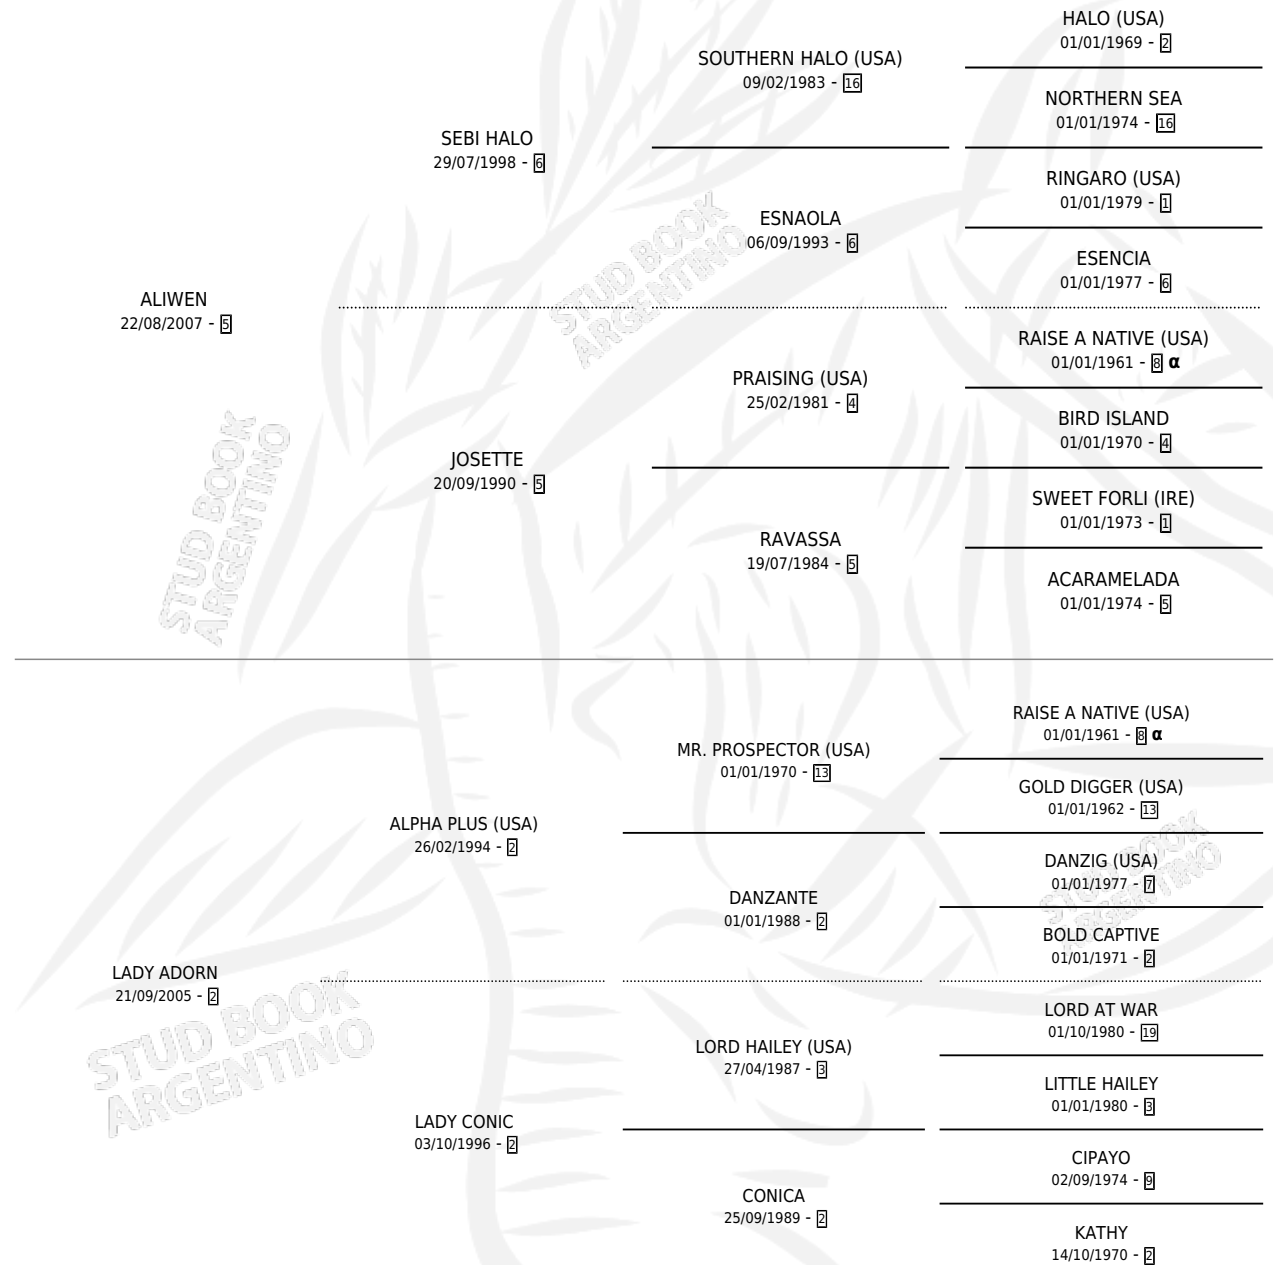 HALO (USA)
01/01/1969 - 2
SOUTHERN HALO (USA)
09/02/1983 - 16
NORTHERN SEA
01/01/1974 - 16
SEBI HALO
29/07/1998 - 6
RINGARO (USA)
01/01/1979 - 1
ESNAOLA
06/09/1993 - 6
ESENCIA
01/01/1977 - 6
ALIWEN
22/08/2007 - 5
RAISE A NATIVE (USA)
01/01/1961 - 8 α
PRAISING (USA)
25/02/1981 - 4
BIRD ISLAND
01/01/1970 - 4
JOSETTE
20/09/1990 - 5
SWEET FORLI (IRE)
01/01/1973 - 1
RAVASSA
19/07/1984 - 5
ACARAMELADA
01/01/1974 - 5
RAISE A NATIVE (USA)
01/01/1961 - 8 α
MR. PROSPECTOR (USA)
01/01/1970 - 13
GOLD DIGGER (USA)
01/01/1962 - 13
ALPHA PLUS (USA)
26/02/1994 - 2
DANZIG (USA)
01/01/1977 - 7
DANZANTE
01/01/1988 - 2
BOLD CAPTIVE
01/01/1971 - 2
LADY ADORN
21/09/2005 - 2
LORD AT WAR
01/10/1980 - 19
LORD HAILEY (USA)
27/04/1987 - 3
LITTLE HAILEY
01/01/1980 - 3
LADY CONIC
03/10/1996 - 2
CIPAYO
02/09/1974 - 9
CONICA
25/09/1989 - 2
KATHY
14/10/1970 - 2
STUD BOOK
ARGENTINO
STUD BOOK
ARGENTINO
STUD BOOK
ARGENTINO
STUD BOOK
ARGENTINO